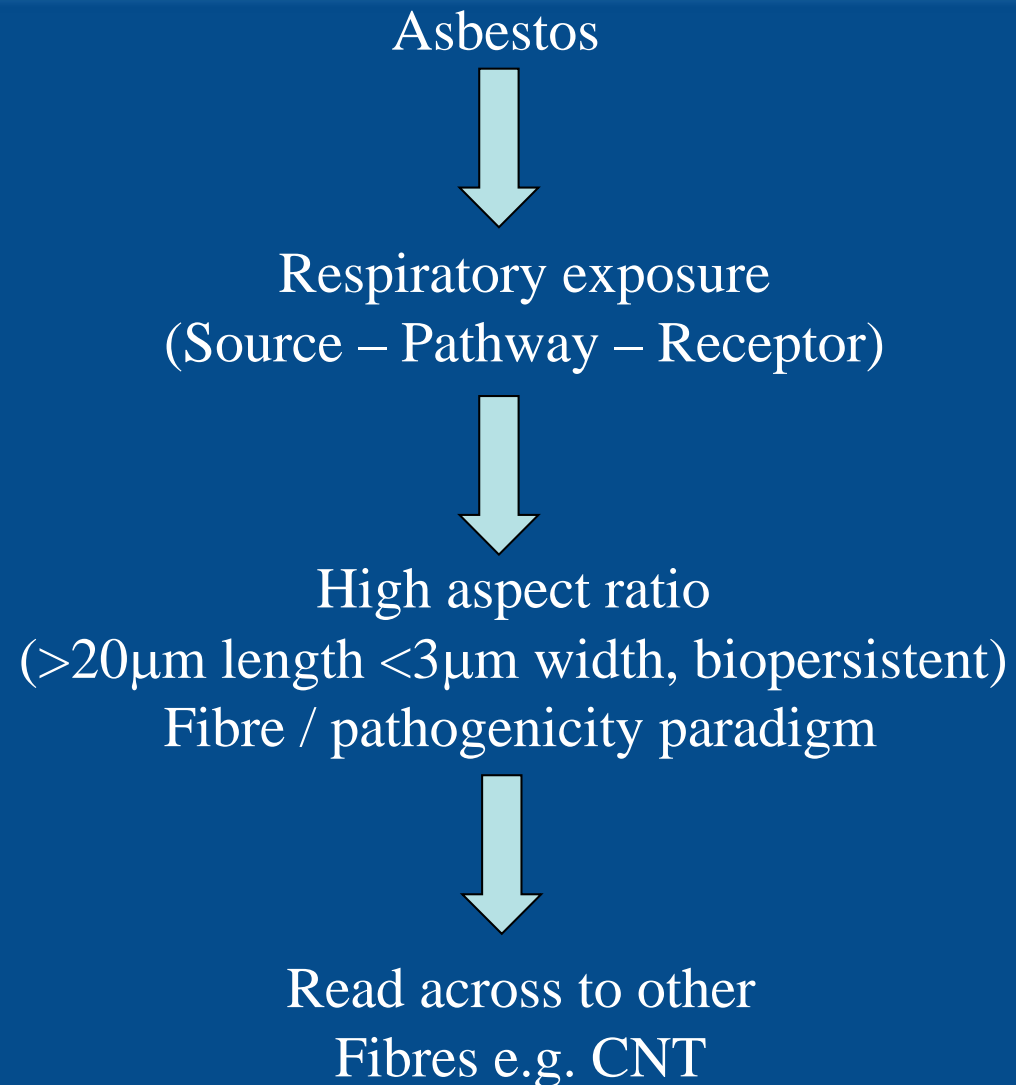 Asbestos
Respiratory exposure
(Source – Pathway – Receptor)
High aspect ratio
(>20μm length <3μm width, biopersistent)
Fibre / pathogenicity paradigm
Read across to other
Fibres e.g. CNT